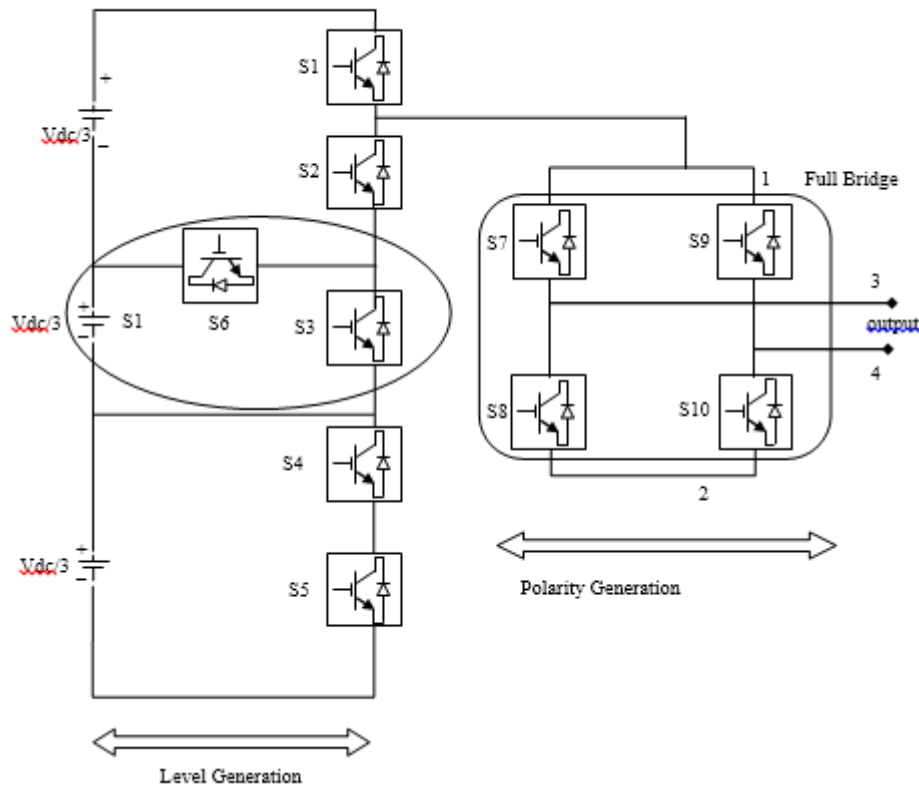 S1
+
Vdc/3
−
S2
1
Full Bridge
S7
S9
3
+
Vdc/3
−
S1
S6
S3
output
4
S8
S10
S4
2
+
Vdc/3
−
S5
Polarity Generation
Level Generation